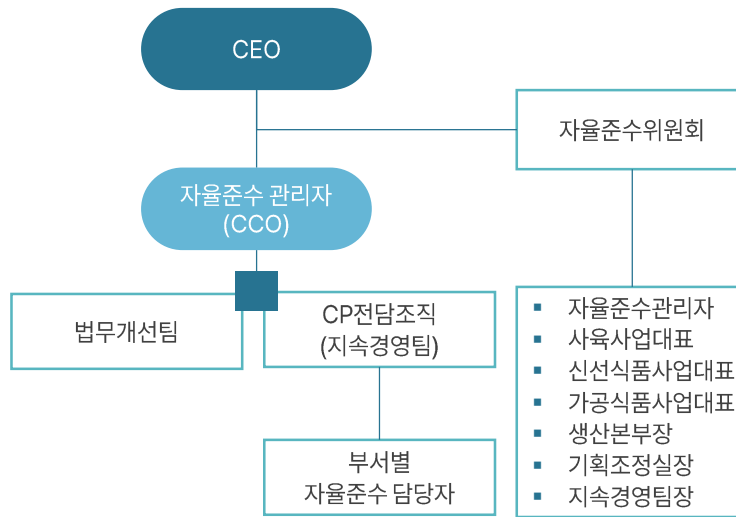 CEO
자율준수위원회
자율준수 관리자
(CCO)
법무개선팀
CP전담조직
(지속경영팀)
부서별
자율준수 담당자
자율준수관리자
사육사업대표
신선식품사업대표
가공식품사업대표
생산본부장
기획조정실장
지속경영팀장